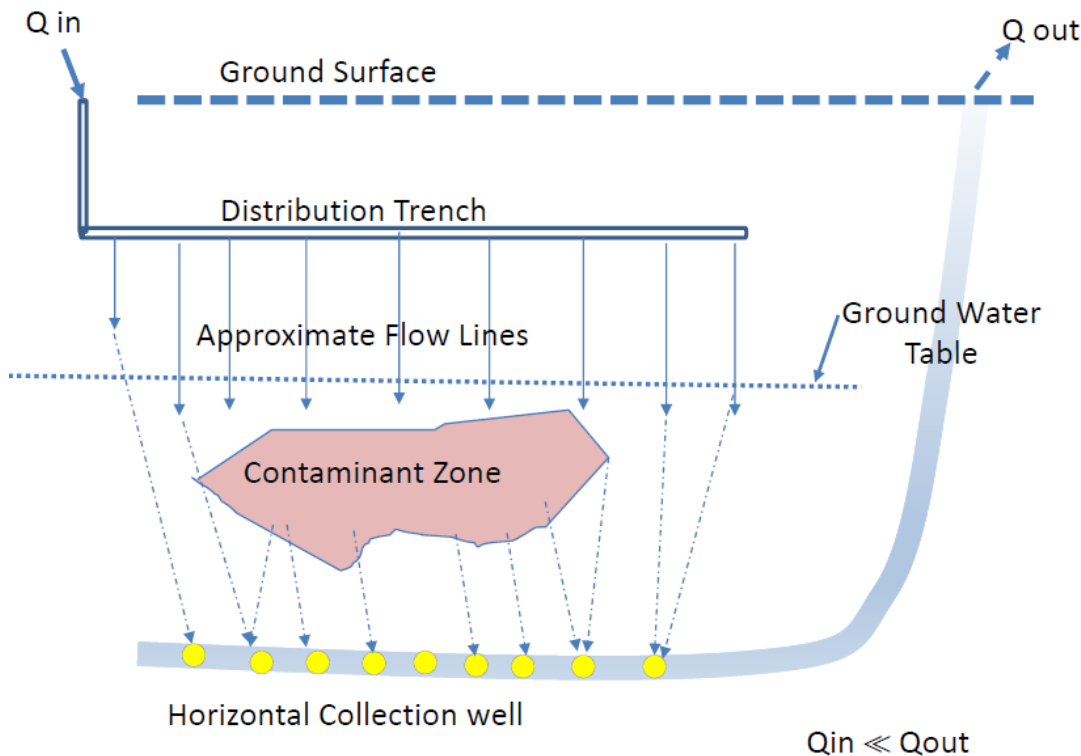 Q in
Q out
Ground Surface
Distribution Trench
Approximate Flow Lines
Ground Water
Table
Contaminant Zone
Horizontal Collection well
Qin ≪ Qout